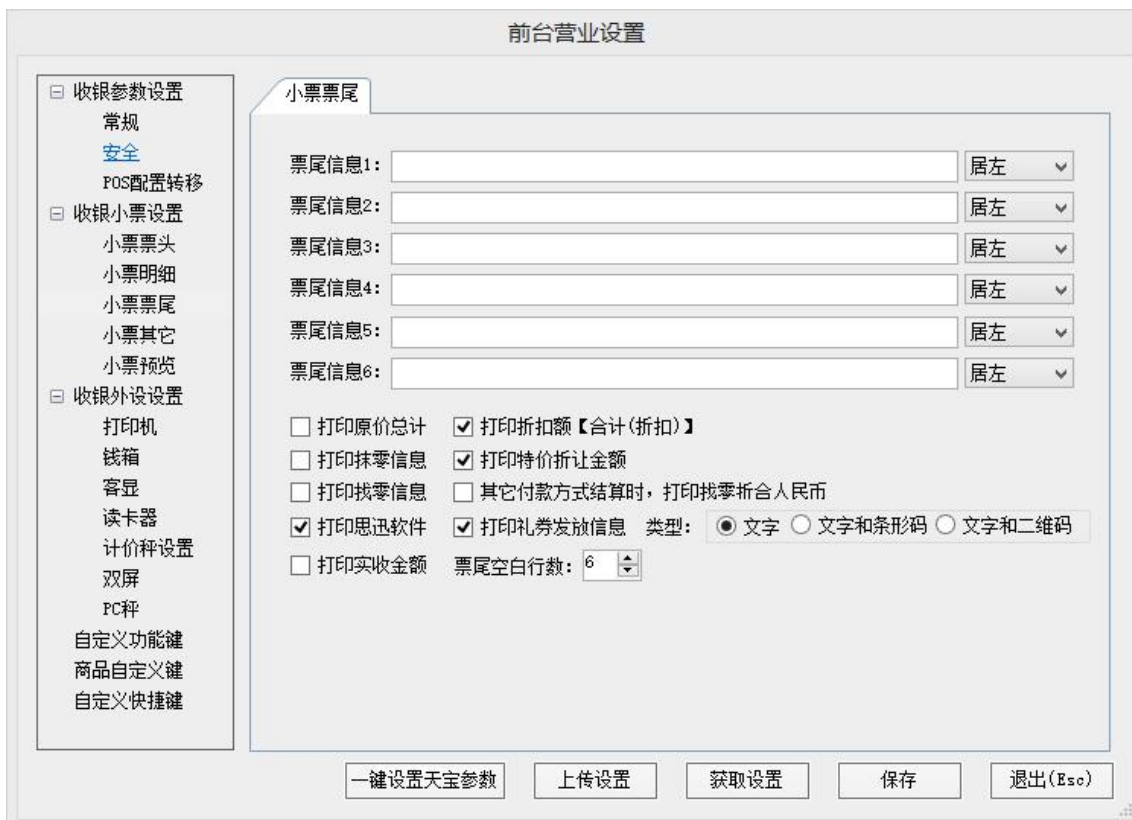 前台营业设置
收银参数设置
常规
安全
POS配置转移
收银小票设置
小票票头
小票明细
小票票尾
小票其它
小票预览
收银外设设置
打印机
钱箱
客显
读卡器
计价秤设置
双屏
PC秤
自定义功能键
商品自定义键
自定义快捷键
小票票尾
票尾信息1: 居左
票尾信息2: 居左
票尾信息3: 居左
票尾信息4: 居左
票尾信息5: 居左
票尾信息6: 居左
打印原价总计 打印折扣额【合计(折扣)】
打印抹零信息 打印特价折让金额
打印找零信息 其它付款方式结算时，打印找零折合人民币
打印思迅软件 打印礼券发放信息 类型: 文字 文字和条形码 文字和二维码
打印实收金额 票尾空白行数: 6
一键设置天宝参数 上传设置 获取设置 保存 退出(Esc)